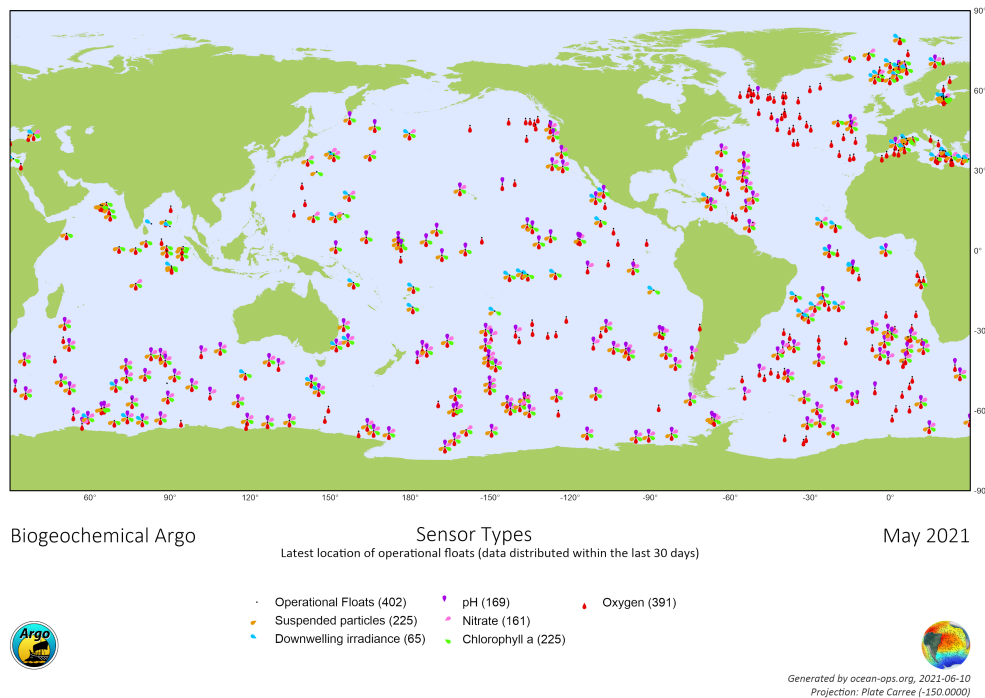 90°
60°
30°
0°
-30
-60
-90
60° 90° 120° 150° 180° -150° -120° -90° -60° -30° 0°
Biogeochemical Argo Sensor Types May 2021
Latest location of operational floats (data distributed within the last 30 days)
Operational Floats (402) pH (169) Oxygen (391)
Suspended particles (225) Nitrate (161)
Downwelling irradiance (65) Chlorophyll a (225)
Argo
Generated by ocean-ops.org, 2021-06-10
Projection: Plate Carree (-150.0000)